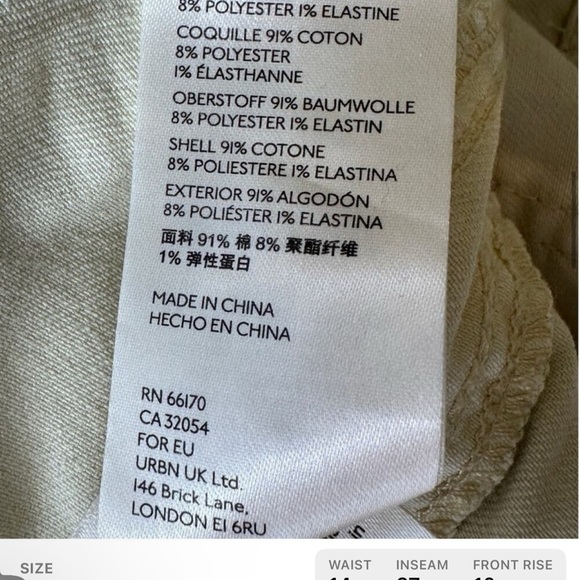 8% POLYESTER 1% ELASTINE
COQUILLE 91% COTON
8% POLYESTER
1% ÉLASTHANNE
OBERSTOFF 91% BAUMWOLLE
8% POLYESTER 1% ELASTIN
SHELL 91% COTONE
8% POLIESTERE 1% ELASTINA
EXTERIOR 91% ALGODÓN
8% POLIÉSTER 1% ELASTINA
面料 91% 棉 8% 聚酯纤维
1% 弹性蛋白
MADE IN CHINA
HECHO EN CHINA
RN 66170
CA 32054
FOR EU
URBN UK Ltd.
146 Brick Lane,
LONDON E1 6RU
in
SIZE
WAIST INSEAM FRONT RISE